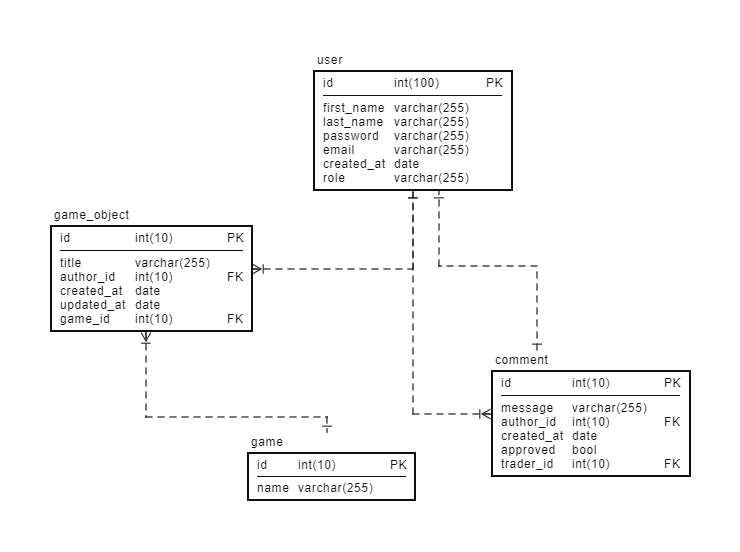 user
id int(100) PK
first_name varchar(255)
last_name varchar(255)
password varchar(255)
email varchar(255)
created_at date
role varchar(255)
game_object
id int(10) PK
title varchar(255)
author_id int(10) FK
created_at date
updated_at date
game_id int(10) FK
comment
id int(10) PK
message varchar(255)
author_id int(10) FK
created_at date
approved bool
trader_id int(10) FK
game
id int(10) PK
name varchar(255)